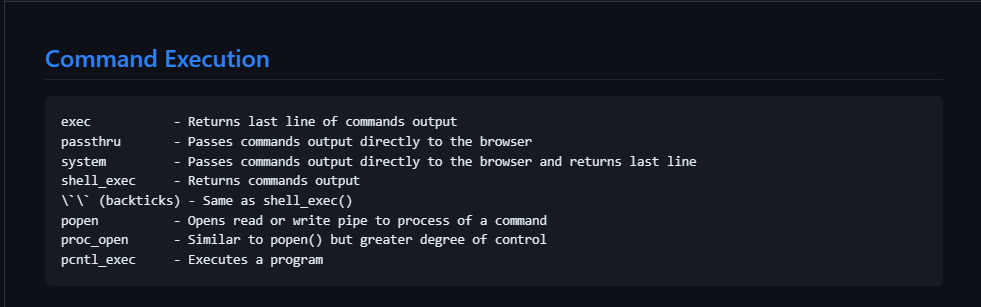 Command Execution
exec - Returns last line of commands output
passthru - Passes commands output directly to the browser
system - Passes commands output directly to the browser and returns last line
shell_exec - Returns commands output
\`\` (backticks) - Same as shell_exec()
popen - Opens read or write pipe to process of a command
proc_open - Similar to popen() but greater degree of control
pcntl_exec - Executes a program